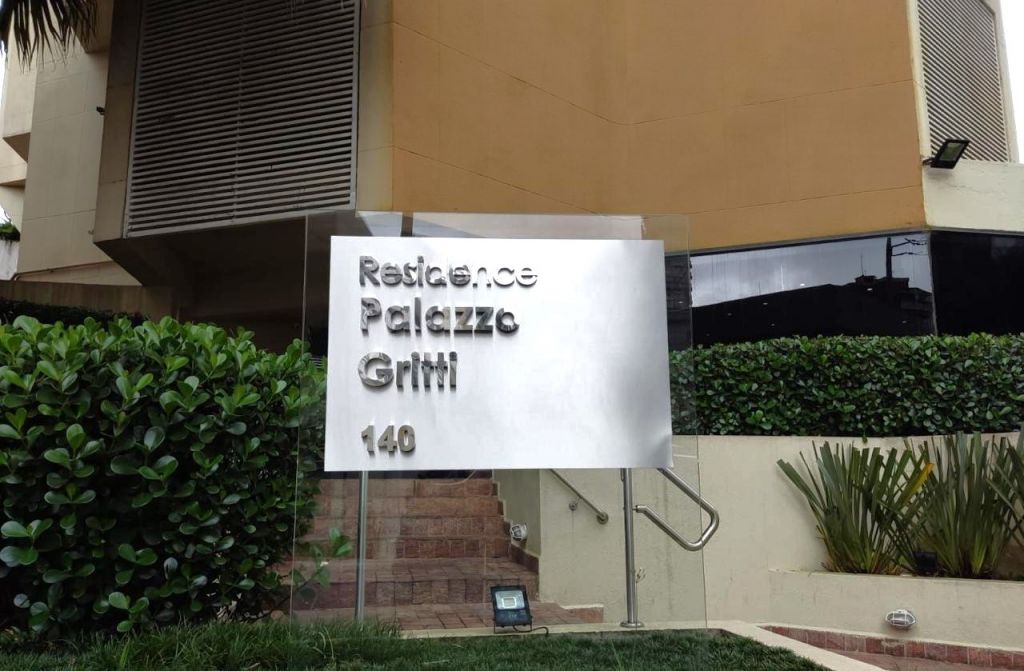 Residence
Palazzo
Gritti
140